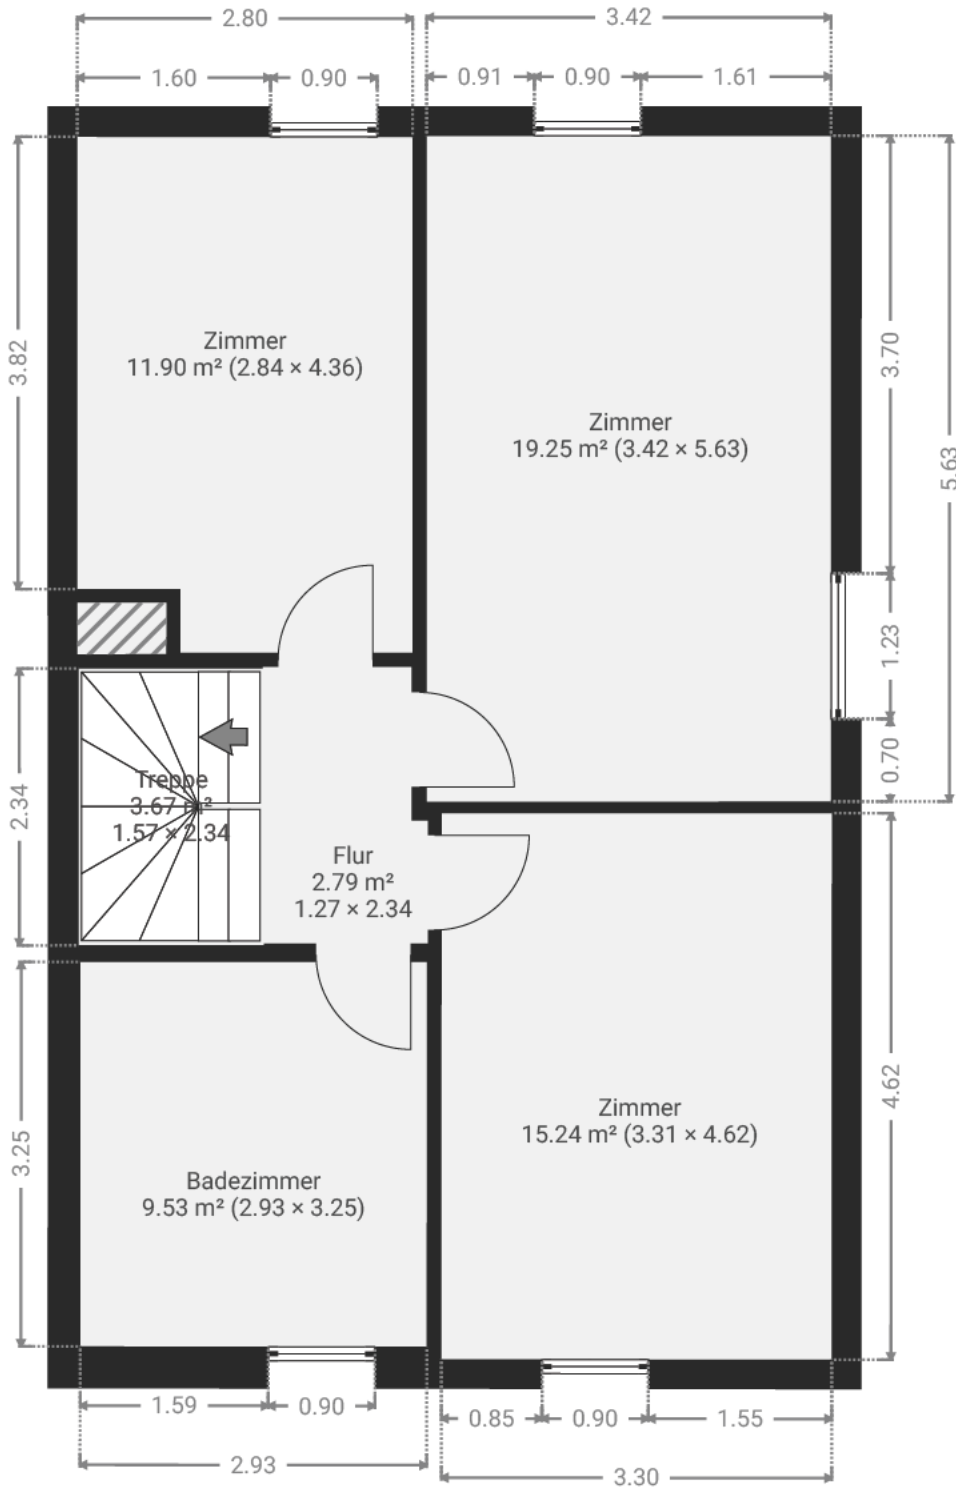 2.80
3.42
1.60
0.90
0.91
0.90
1.61
3.82
3.70
5.63
Zimmer
11.90 m² (2.84 × 4.36)
Zimmer
19.25 m² (3.42 × 5.63)
1.23
0.70
2.34
Treppe
3.67 m²
1.57 × 2.34
Flur
2.79 m²
1.27 × 2.34
4.62
3.25
Zimmer
15.24 m² (3.31 × 4.62)
Badezimmer
9.53 m² (2.93 × 3.25)
1.59
0.90
0.85
0.90
1.55
2.93
3.30